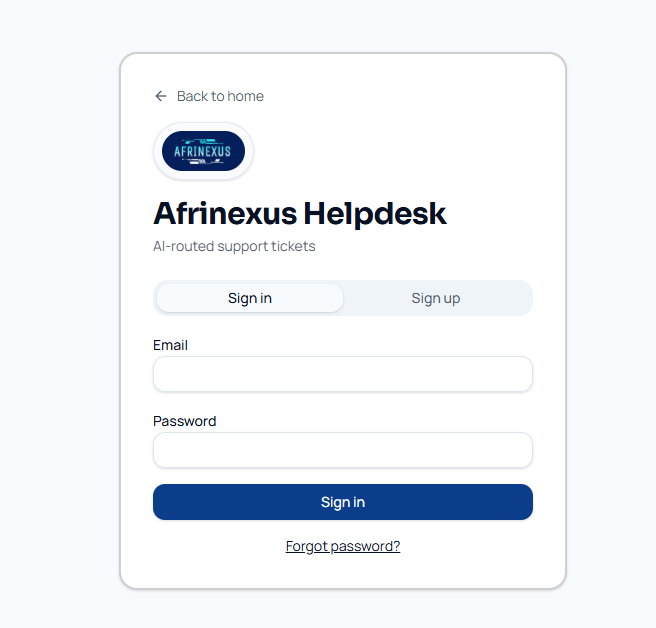 Back to home
AFRINEXUS
Afrinexus Helpdesk
AI-routed support tickets
Sign in Sign up
Email
Password
Sign in
Forgot password?